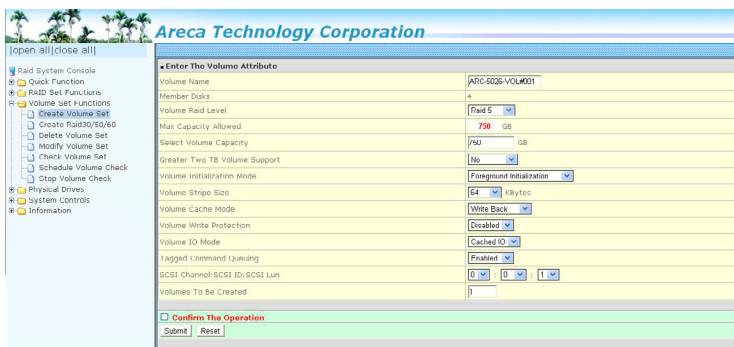 Areca Technology Corporation
|open all|close all|
Raid System Console
Quick Function
RAID Set Functions
Volume Set Functions
Create Volume Set
Create Raid30/50/60
Delete Volume Set
Modify Volume Set
Check Volume Set
Schedule Volume Check
Stop Volume Check
Physical Drives
System Controls
Information
Enter The Volume Attribute
Volume Name ARC-5026-VOL#001
Member Disks 4
Volume Raid Level Raid 5
Max Capacity Allowed 750 GB
Select Volume Capacity 750 GB
Greater Two TB Volume Support No
Volume Initialization Mode Foreground Initialization
Volume Stripe Size 64 KBytes
Volume Cache Mode Write Back
Volume Write Protection Disabled
Volume IO Mode Cached IO
Tagged Command Queuing Enabled
SCSI Channel:SCSI ID:SCSI Lun 0 : 0 : 1
Volumes To Be Created 1
Confirm The Operation
Submit Reset